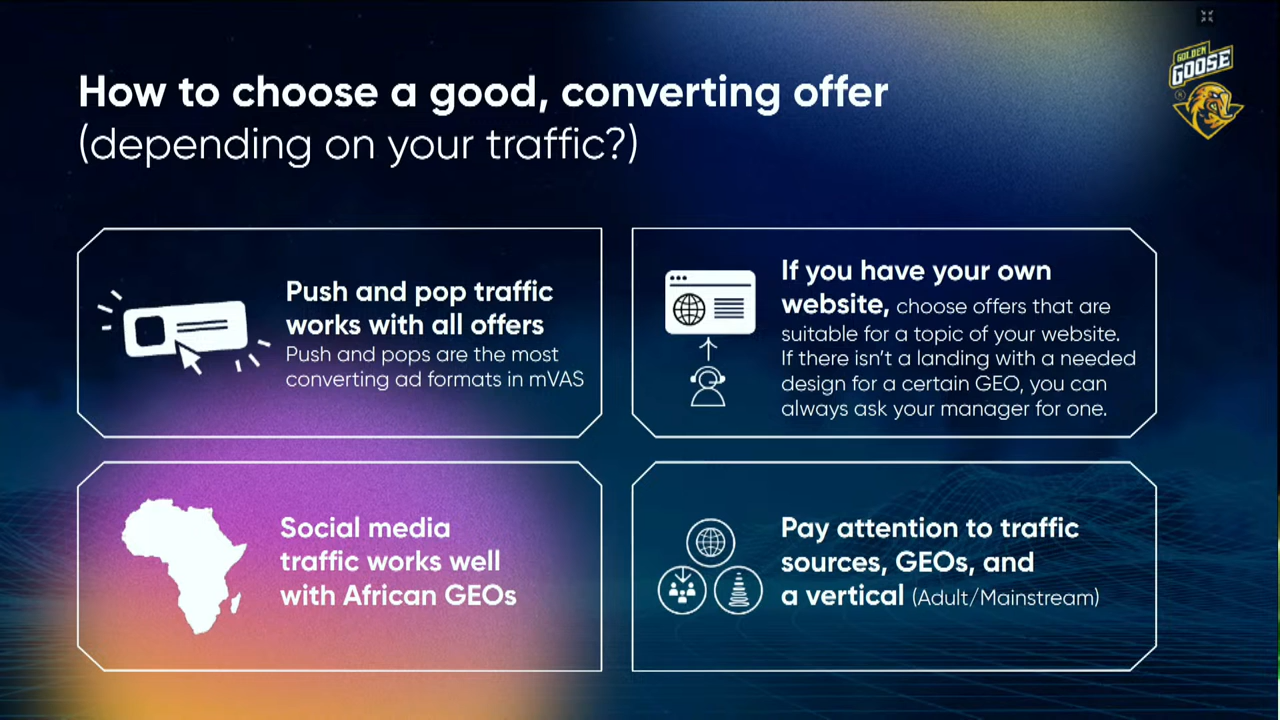 How to choose a good, converting offer
(depending on your traffic?)
GOLDEN
GOOSE
Push and pop traffic
works with all offers
Push and pops are the most
converting ad formats in mVAS
If you have your own
website, choose offers that are
suitable for a topic of your website.
If there isn't a landing with a needed
design for a certain GEO, you can
always ask your manager for one.
Social media
traffic works well
with African GEOs
Pay attention to traffic
sources, GEOs, and
a vertical (Adult/Mainstream)